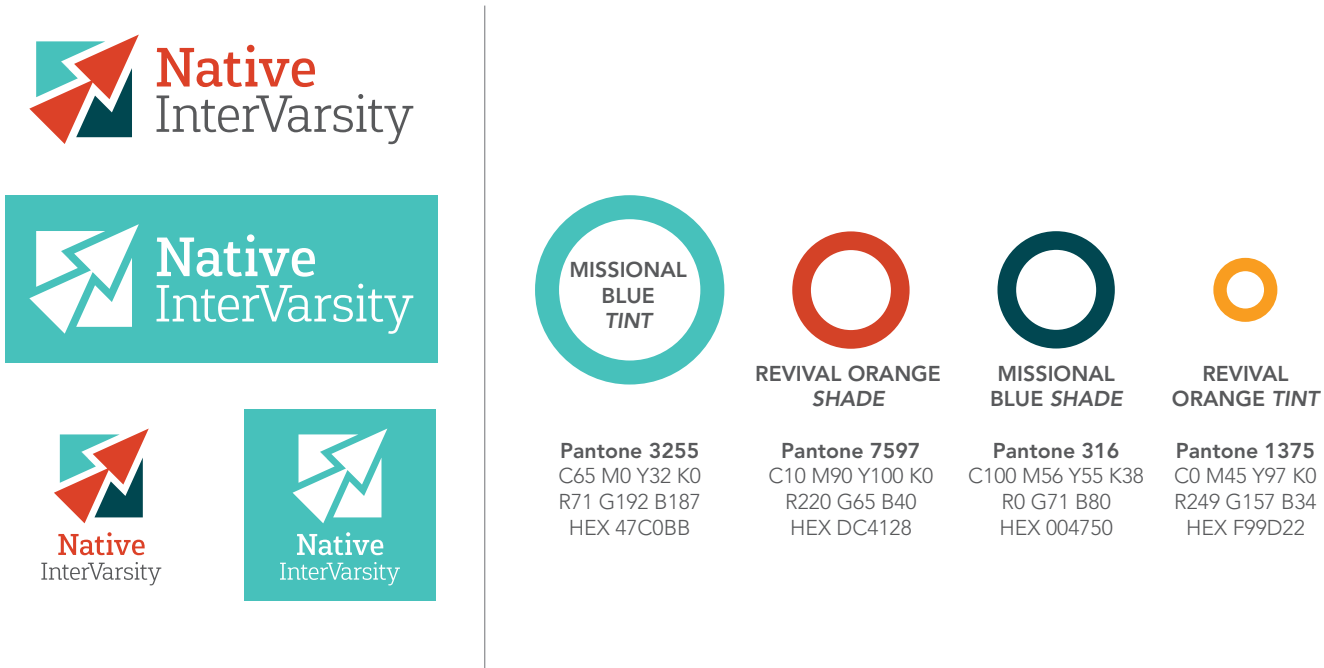 Native
InterVarsity
Native
InterVarsity
Native
InterVarsity
Native
InterVarsity
MISSIONAL
BLUE
TINT
Pantone 3255
C65 M0 Y32 K0
R71 G192 B187
HEX 47C0BB
REVIVAL ORANGE
SHADE
Pantone 7597
C10 M90 Y100 K0
R220 G65 B40
HEX DC4128
MISSIONAL
BLUE SHADE
Pantone 316
C100 M56 Y55 K38
R0 G71 B80
HEX 004750
REVIVAL
ORANGE TINT
Pantone 1375
C0 M45 Y97 K0
R249 G157 B34
HEX F99D22